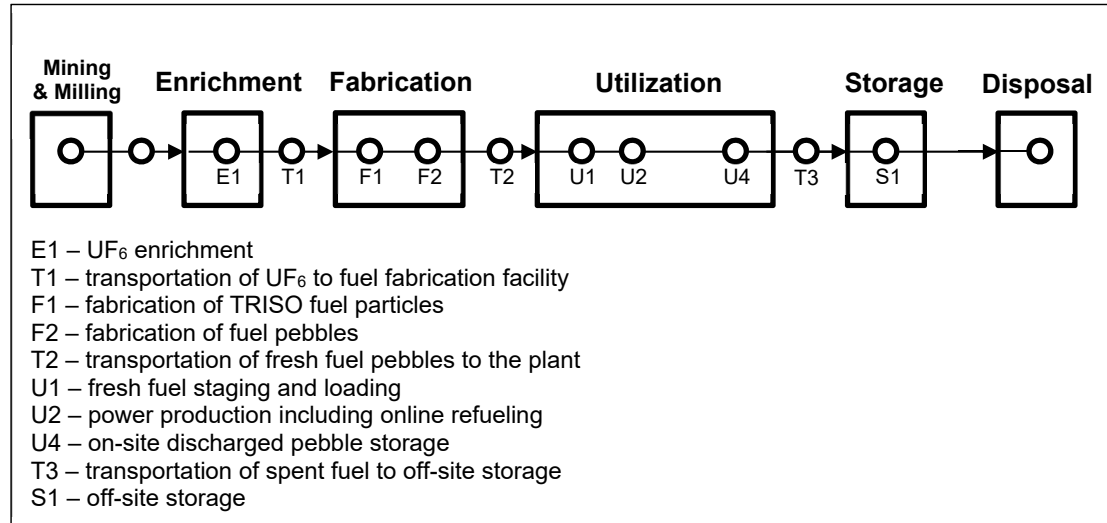 Mining
& Milling
Enrichment
Fabrication
Utilization
Storage
Disposal
E1
T1
F1
F2
T2
U1
U2
U4
T3
S1
E1 – UF₆ enrichment
T1 – transportation of UF₆ to fuel fabrication facility
F1 – fabrication of TRISO fuel particles
F2 – fabrication of fuel pebbles
T2 – transportation of fresh fuel pebbles to the plant
U1 – fresh fuel staging and loading
U2 – power production including online refueling
U4 – on-site discharged pebble storage
T3 – transportation of spent fuel to off-site storage
S1 – off-site storage